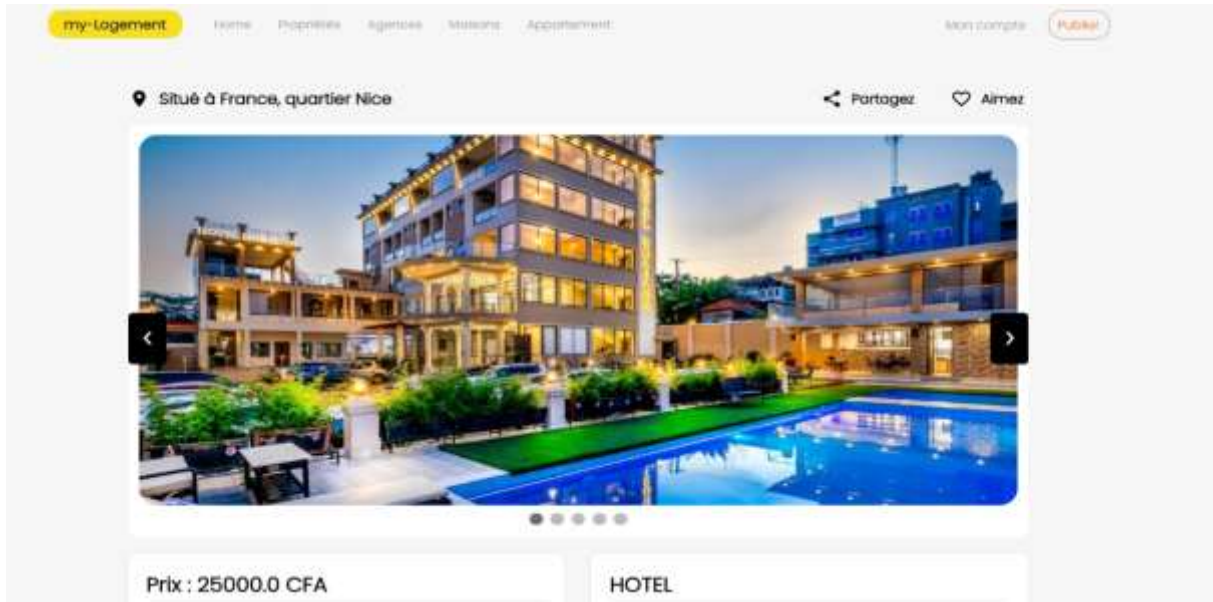 my-Logement Home Propriétés Agences Maisons Appartement Mon compte Publier
Situé à France, quartier Nice Partagez Aimez
Prix : 25000.0 CFA HOTEL